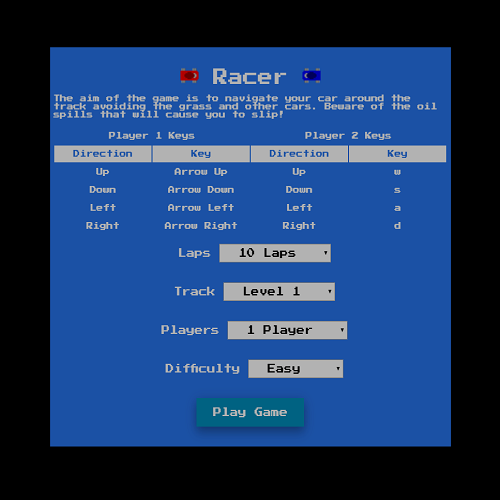 Racer
The aim of the game is to navigate your car around the
track avoiding the grass and other cars. Beware of the oil
spills that will cause you to slip!
Player 1 Keys Player 2 Keys
Direction Key Direction Key
Up Arrow Up Up w
Down Arrow Down Down s
Left Arrow Left Left a
Right Arrow Right Right d
Laps 10 Laps
Track Level 1
Players 1 Player
Difficulty Easy
Play Game